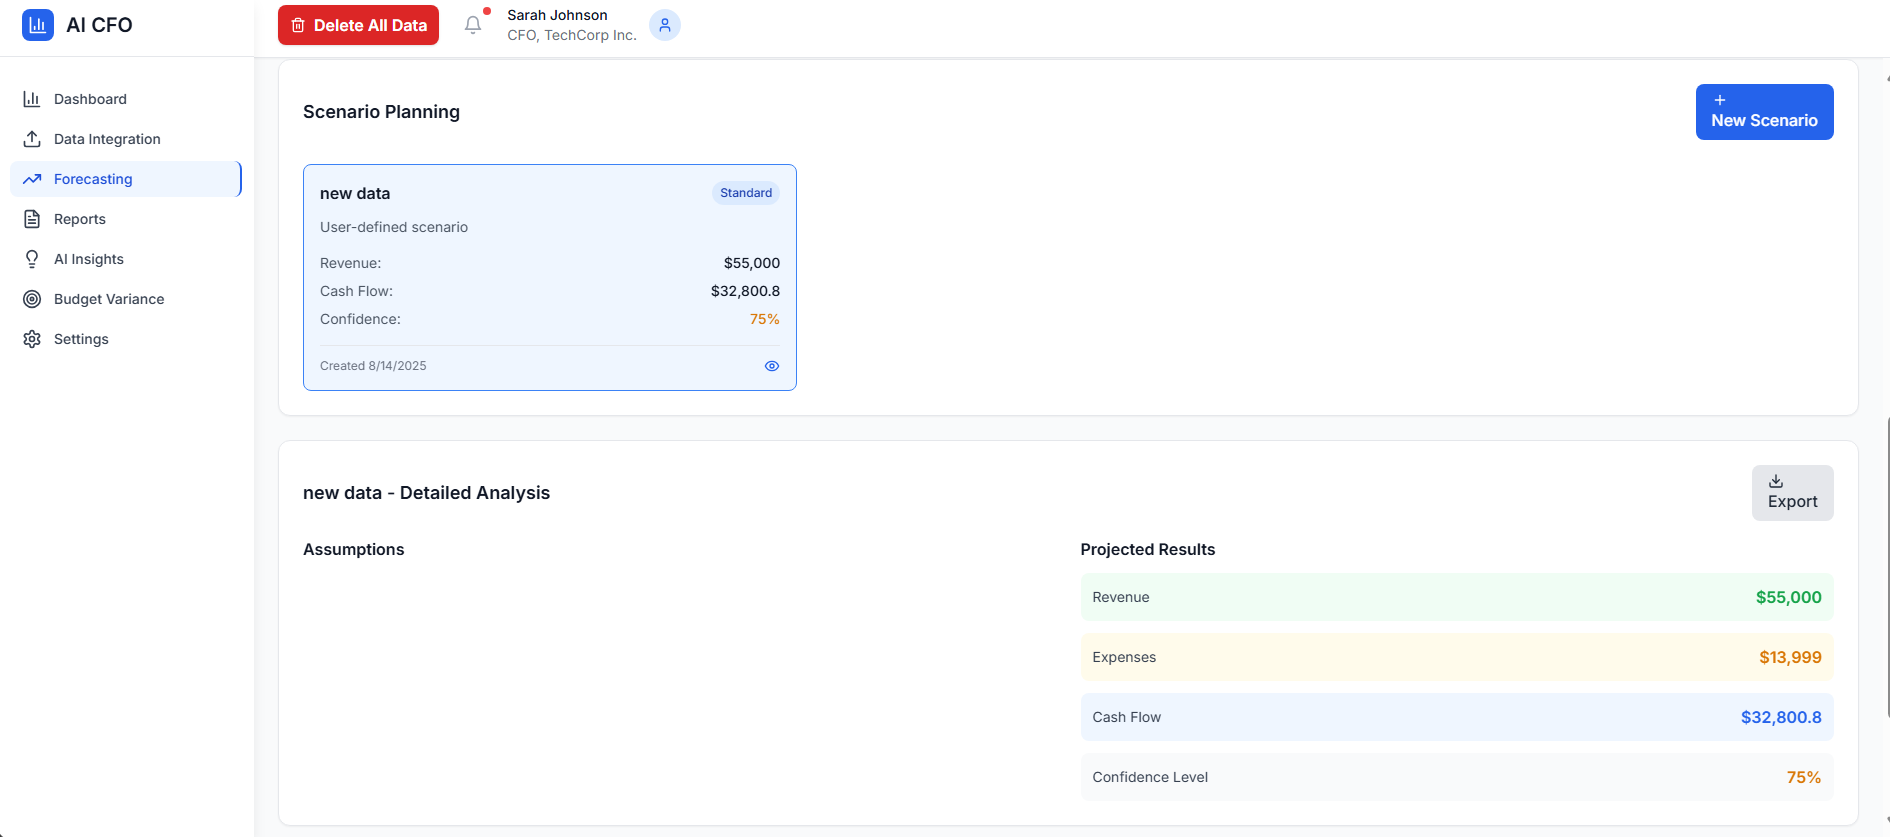 AI CFO
Delete All Data
Sarah Johnson
CFO, TechCorp Inc.
Dashboard
Data Integration
Forecasting
Reports
AI Insights
Budget Variance
Settings
Scenario Planning
New Scenario
new data
Standard
User-defined scenario
Revenue: $55,000
Cash Flow: $32,800.8
Confidence: 75%
Created 8/14/2025
new data - Detailed Analysis
Export
Assumptions
Projected Results
Revenue $55,000
Expenses $13,999
Cash Flow $32,800.8
Confidence Level 75%